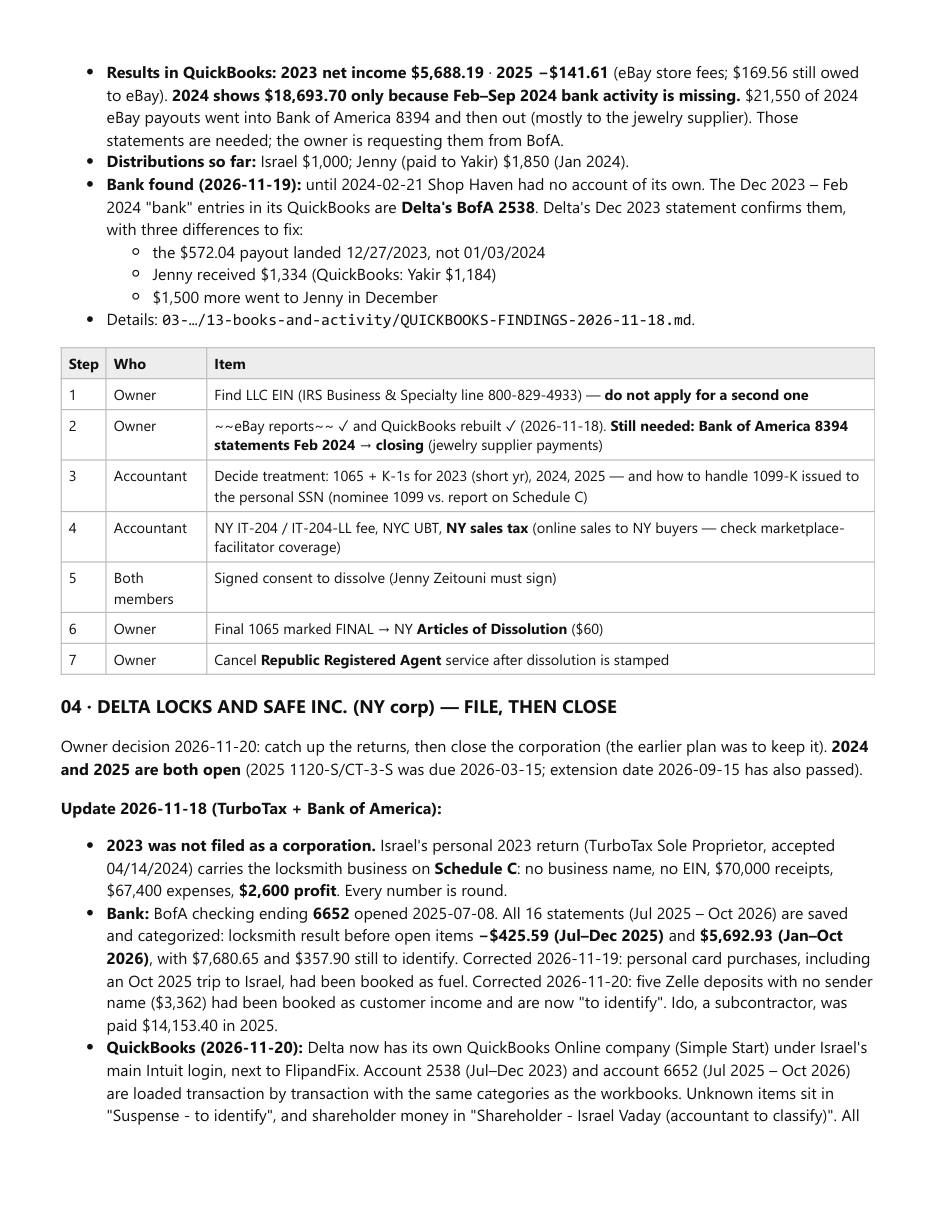 • Results in QuickBooks: 2023 net income $5,688.19 · 2025 −$141.61 (eBay store fees; $169.56 still owed
to eBay). 2024 shows $18,693.70 only because Feb–Sep 2024 bank activity is missing. $21,550 of 2024
eBay payouts went into Bank of America 8394 and then out (mostly to the jewelry supplier). Those
statements are needed; the owner is requesting them from BofA.
• Distributions so far: Israel $1,000; Jenny (paid to Yakir) $1,850 (Jan 2024).
• Bank found (2026-11-19): until 2024-02-21 Shop Haven had no account of its own. The Dec 2023 – Feb
2024 "bank" entries in its QuickBooks are Delta's BofA 2538. Delta's Dec 2023 statement confirms them,
with three differences to fix:
◦ the $572.04 payout landed 12/27/2023, not 01/03/2024
◦ Jenny received $1,334 (QuickBooks: Yakir $1,184)
◦ $1,500 more went to Jenny in December
• Details: 03-…/13-books-and-activity/QUICKBOOKS-FINDINGS-2026-11-18.md.
Step Who Item
1 Owner Find LLC EIN (IRS Business & Specialty line 800-829-4933) — do not apply for a second one
2 Owner ~~eBay reports~~ ✓ and QuickBooks rebuilt ✓ (2026-11-18). Still needed: Bank of America 8394
statements Feb 2024 → closing (jewelry supplier payments)
3 Accountant Decide treatment: 1065 + K-1s for 2023 (short yr), 2024, 2025 — and how to handle 1099-K issued to
the personal SSN (nominee 1099 vs. report on Schedule C)
4 Accountant NY IT-204 / IT-204-LL fee, NYC UBT, NY sales tax (online sales to NY buyers — check marketplace-
facilitator coverage)
5 Both Signed consent to dissolve (Jenny Zeitouni must sign)
members
6 Owner Final 1065 marked FINAL → NY Articles of Dissolution ($60)
7 Owner Cancel Republic Registered Agent service after dissolution is stamped
04 · DELTA LOCKS AND SAFE INC. (NY corp) — FILE, THEN CLOSE
Owner decision 2026-11-20: catch up the returns, then close the corporation (the earlier plan was to keep it). 2024
and 2025 are both open (2025 1120-S/CT-3-S was due 2026-03-15; extension date 2026-09-15 has also passed).
Update 2026-11-18 (TurboTax + Bank of America):
• 2023 was not filed as a corporation. Israel's personal 2023 return (TurboTax Sole Proprietor, accepted
04/14/2024) carries the locksmith business on Schedule C: no business name, no EIN, $70,000 receipts,
$67,400 expenses, $2,600 profit. Every number is round.
• Bank: BofA checking ending 6652 opened 2025-07-08. All 16 statements (Jul 2025 – Oct 2026) are saved
and categorized: locksmith result before open items −$425.59 (Jul–Dec 2025) and $5,692.93 (Jan–Oct
2026), with $7,680.65 and $357.90 still to identify. Corrected 2026-11-19: personal card purchases, including
an Oct 2025 trip to Israel, had been booked as fuel. Corrected 2026-11-20: five Zelle deposits with no sender
name ($3,362) had been booked as customer income and are now "to identify". Ido, a subcontractor, was
paid $14,153.40 in 2025.
• QuickBooks (2026-11-20): Delta now has its own QuickBooks Online company (Simple Start) under Israel's
main Intuit login, next to FlipandFix. Account 2538 (Jul–Dec 2023) and account 6652 (Jul 2025 – Oct 2026)
are loaded transaction by transaction with the same categories as the workbooks. Unknown items sit in
"Suspense - to identify", and shareholder money in "Shareholder - Israel Vaday (accountant to classify)". All